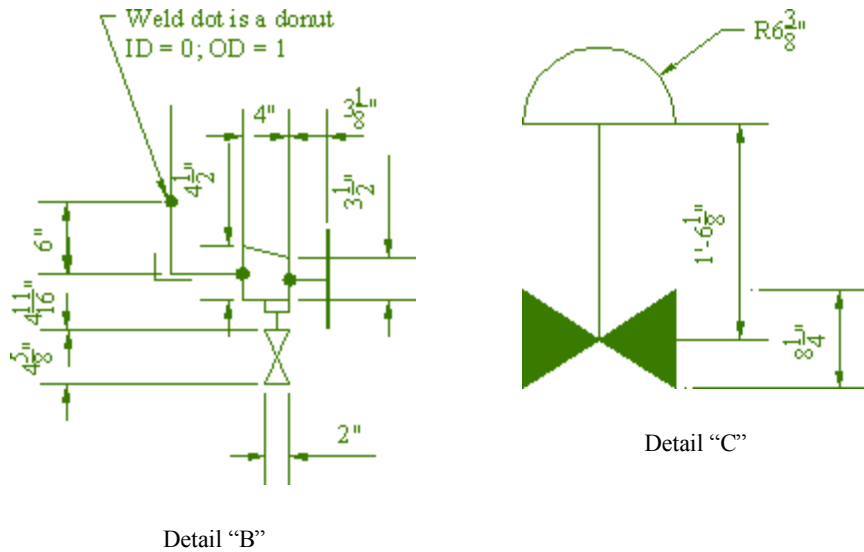 Weld dot is a donut
ID = 0; OD = 1
R6 3/8"
4"
3 1/8"
4 1/2"
3 1/2"
6"
1'-6 1/8"
4 11/16"
8 1/4"
4 5/8"
2"
Detail “C”
Detail “B”